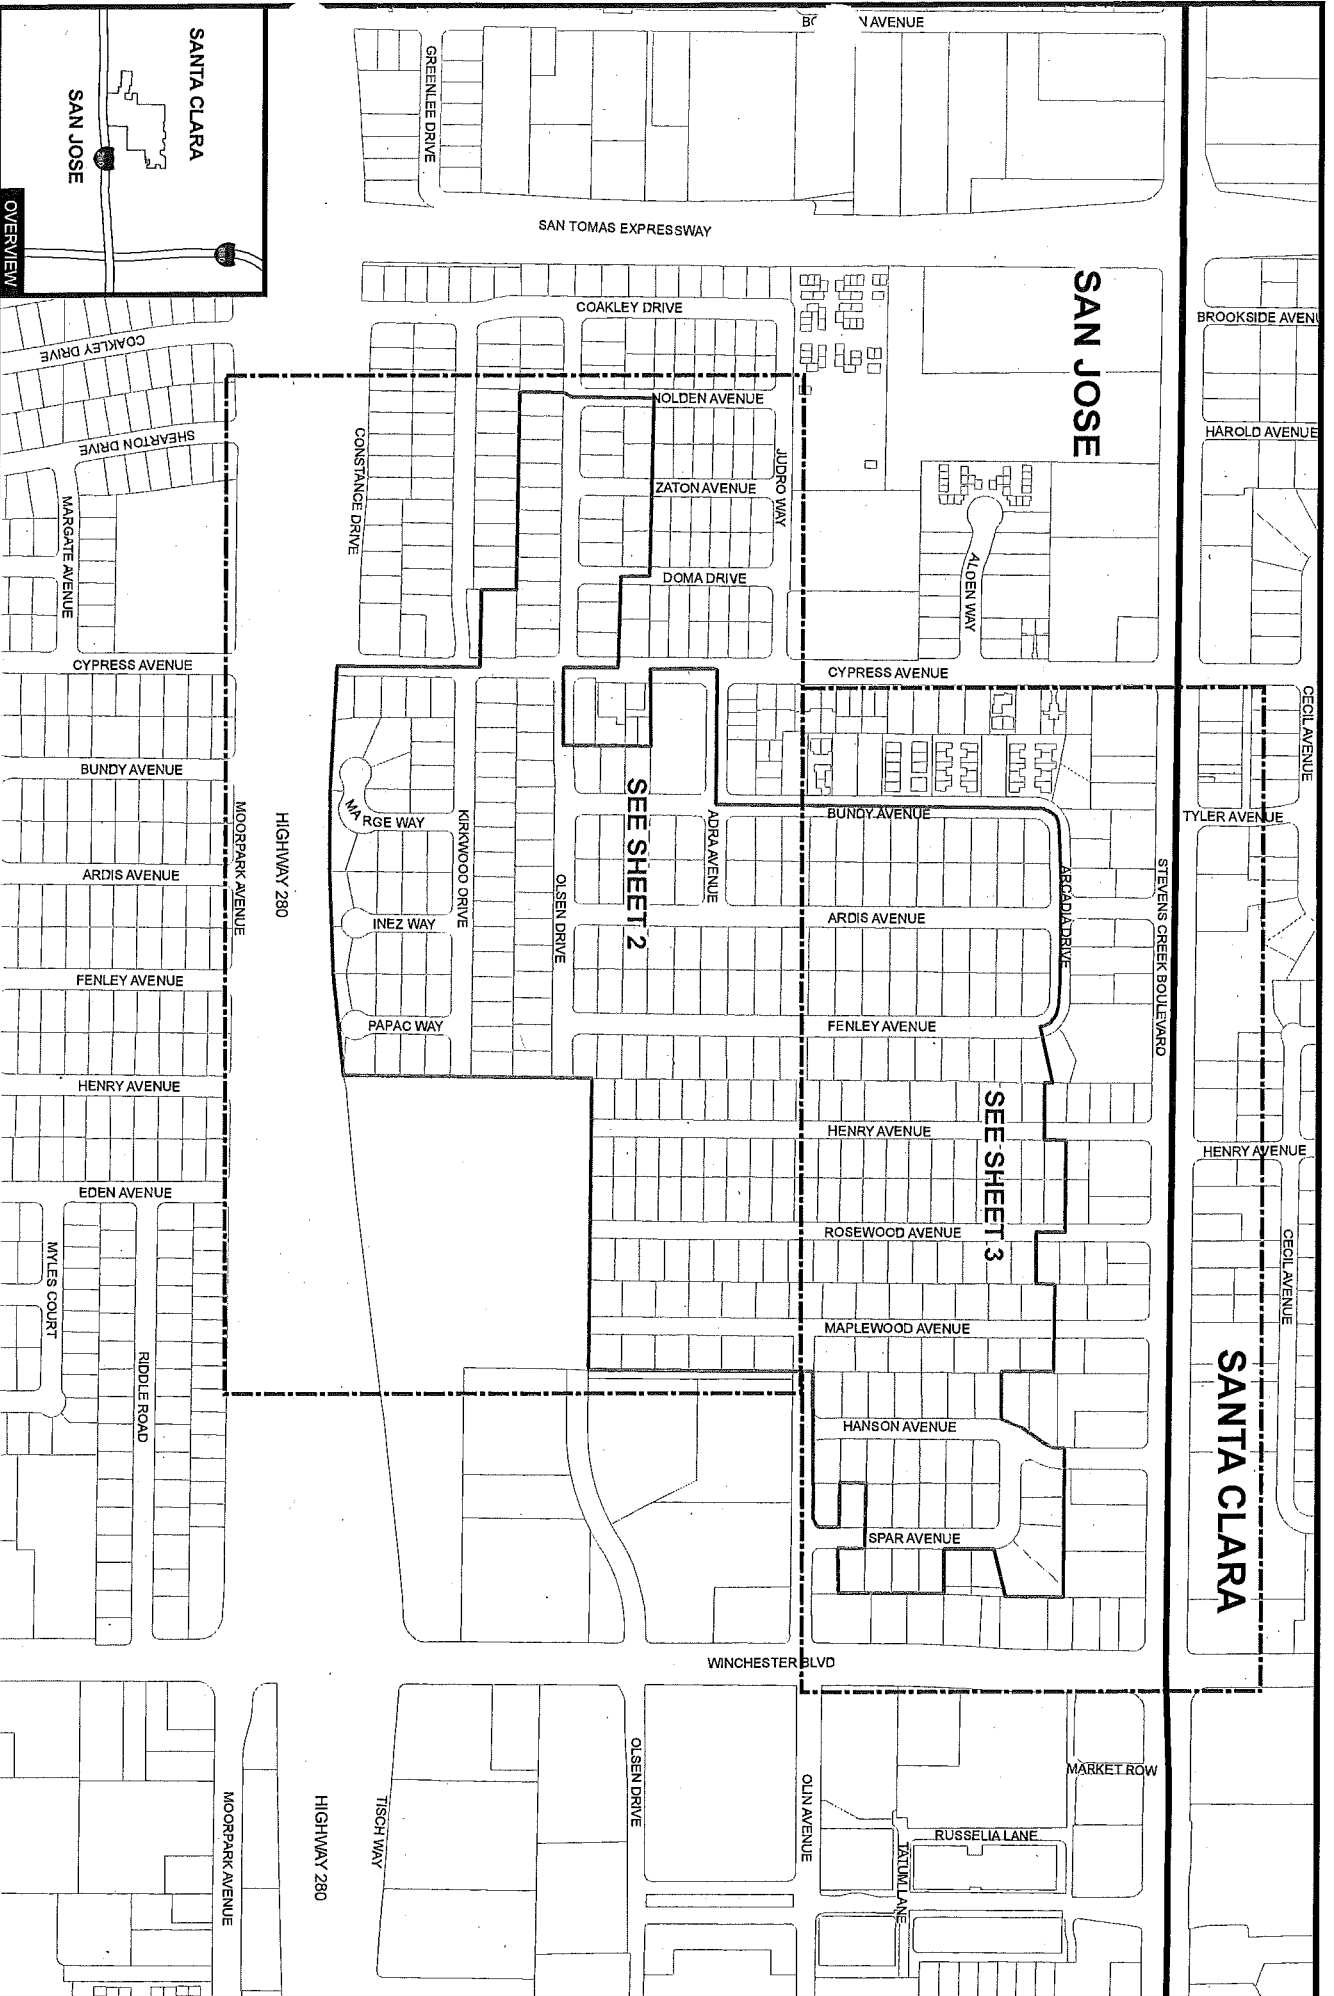 AVENUE
GREENLEE DRIVE
SANTA CLARA
SAN JOSE
OVERVIEW
SAN TOMAS EXPRESSWAY
SAN JOSE
COAKLEY DRIVE
BROOKSIDE AVENU
COAKLEY DRIVE
NOLDEN AVENUE
SHEARTON DRIVE
CONSTANCE DRIVE
JUDRO WAY
HAROLD AVENUE
ZATON AVENUE
MARGATE AVENUE
DOMA DRIVE
ALDEN WAY
CYPRESS AVENUE
CYPRESS AVENUE
CECIL AVENUE
BUNDY AVENUE
MOORPARK AVENUE
HIGHWAY 280
MARGE WAY
KIRKWOOD DRIVE
OLSEN DRIVE
SEE SHEET 2
ADRA AVENUE
BUNDY AVENUE
ARCADIA DRIVE
STEVENS CREEK BOULEVARD
TYLER AVENUE
ARDIS AVENUE
INEZ WAY
ARDIS AVENUE
FENLEY AVENUE
PAPAC WAY
FENLEY AVENUE
HENRY AVENUE
HENRY AVENUE
SEE SHEET 3
HENRY AVENUE
EDEN AVENUE
MYLES COURT
ROSEWOOD AVENUE
CECIL AVENUE
RIDDLE ROAD
MAPLEWOOD AVENUE
SANTA CLARA
HANSON AVENUE
SPAR AVENUE
WINCHESTER BLVD
MOORPARK AVENUE
HIGHWAY 280
TISCH WAY
OLSEN DRIVE
OLIN AVENUE
MARKET ROW
RUSSELIA LANE
TATUM LANE